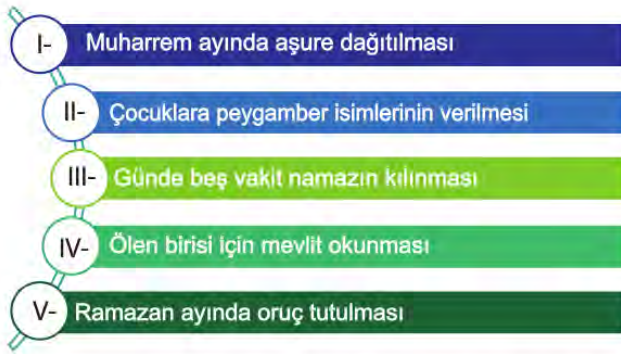 I- Muharrem ayında aşure dağıtılması
II- Çocuklara peygamber isimlerinin verilmesi
III- Günde beş vakit namazın kılınması
IV- Ölen birisi için mevlit okunması
V- Ramazan ayında oruç tutulması